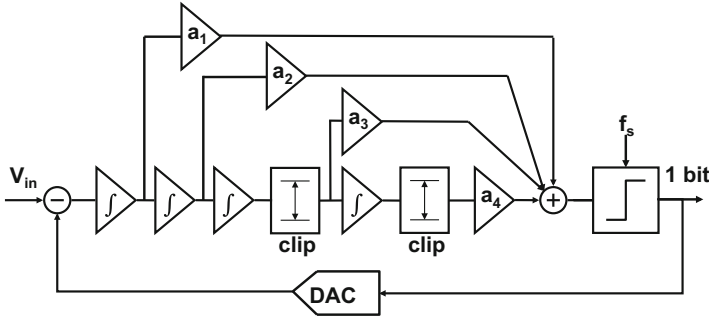 a1
a2
a3
fs
Vin
−
∫
∫
∫
∫
a4
+
1 bit
clip
clip
DAC